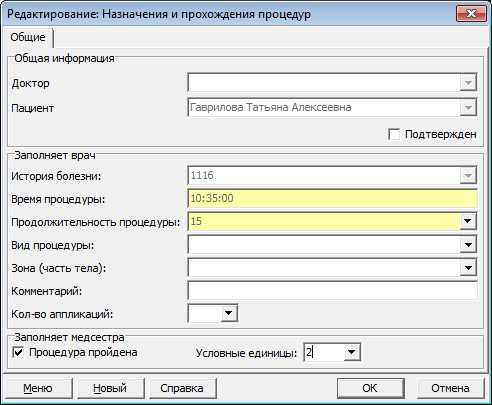 Редактирование: Назначения и прохождения процедур
Общие
Общая информация
Доктор
Пациент Гаврилова Татьяна Алексеевна
Подтвержден
Заполняет врач
История болезни: 1116
Время процедуры: 10:35:00
Продолжительность процедуры: 15
Вид процедуры:
Зона (часть тела):
Комментарий:
Кол-во аппликаций:
Заполняет медсестра
Процедура пройдена Условные единицы: 2
Меню Новый Справка OK Отмена